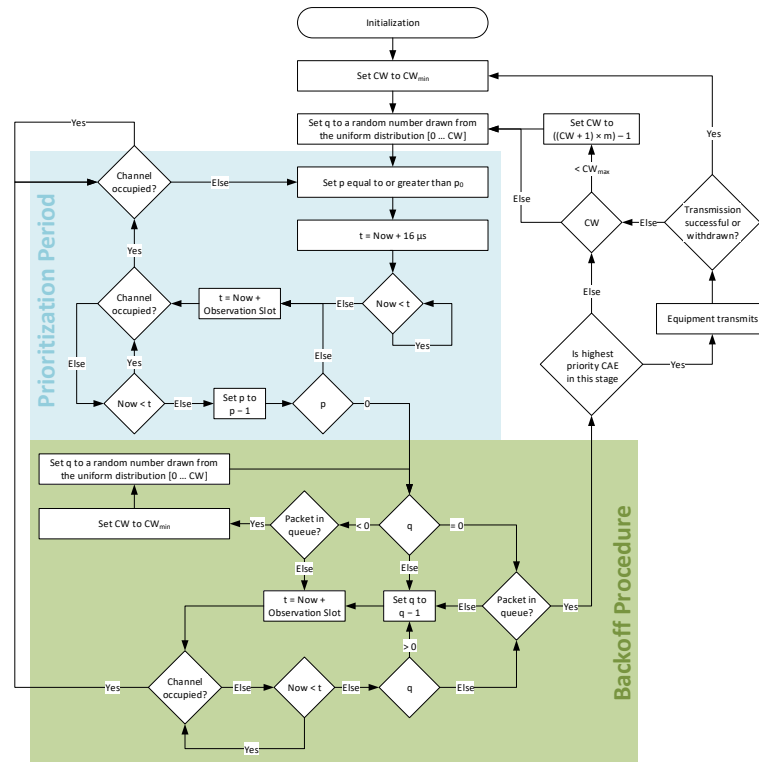 Initialization
Set CW to CWmin
Yes
Set q to a random number drawn from
the uniform distribution [0 ... CW]
Set CW to
((CW + 1) × m) – 1
Yes
Channel
occupied?
Else
Set p equal to or greater than p0
< CWmax
Else
CW
Else
Transmission
successful or
withdrawn?
t = Now + 16 µs
Yes
Channel
occupied?
t = Now +
Observation Slot
Else
Now < t
Yes
Else
Equipment transmits
Else
Yes
Else
Is highest
priority CAE
in this stage
Yes
Now < t
Else
Set p to
p – 1
p
0
Prioritization Period
Set q to a random number drawn from
the uniform distribution [0 ... CW]
Set CW to CWmin
Yes
Packet in
queue?
< 0
q
= 0
Else
Else
t = Now +
Observation Slot
Set q to
q – 1
Else
Packet in
queue?
Yes
> 0
Yes
Channel
occupied?
Else
Now < t
Else
q
Else
Yes
Backoff Procedure